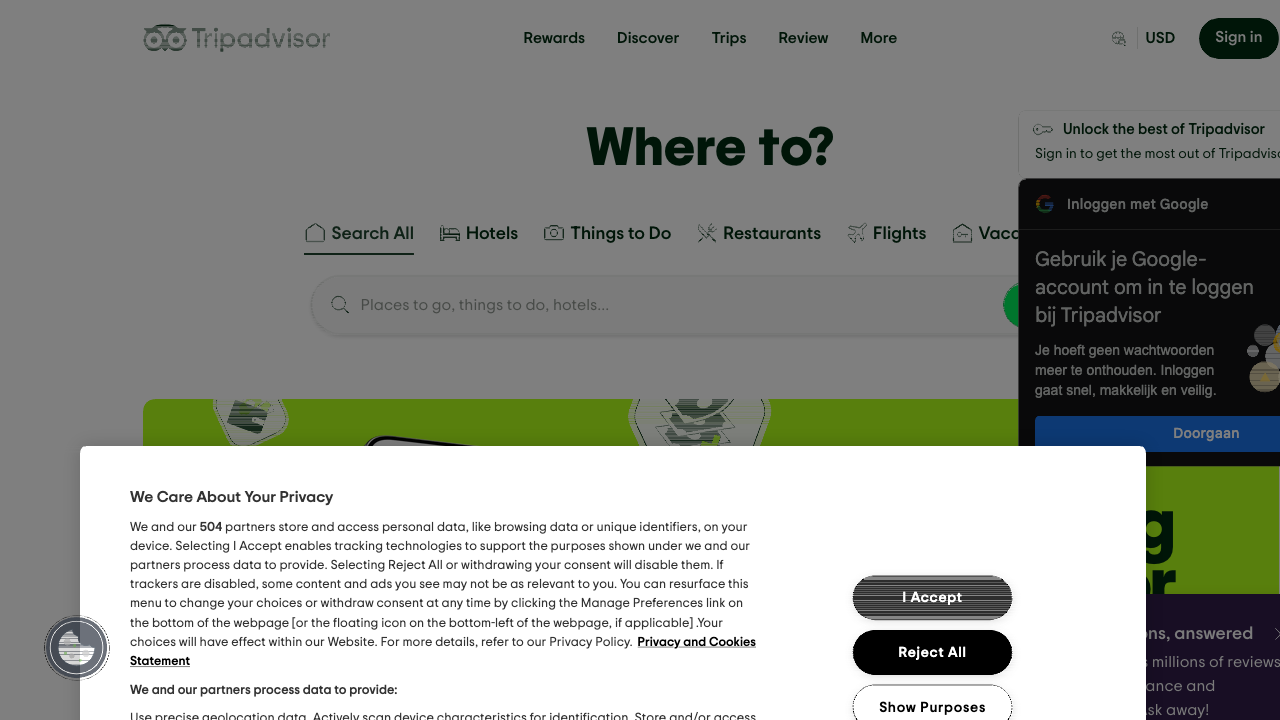 Tripadvisor
Rewards Discover Trips Review More
USD
Sign in
Unlock the best of Tripadvisor
Sign in to get the most out of
Where to?
Search All Hotels Things to Do Restaurants Flights
Places to go, things to do, hotels...
Inloggen met Google
Gebruik je Google-
account om in te loggen
bij Tripadvisor
Je hoeft geen wachtwoorden
meer te onthouden. Inloggen
gaat snel, makkelijk en veilig.
Doorgaan
We Care About Your Privacy
We and our 504 partners store and access personal data, like browsing data or unique identifiers, on your
device. Selecting I Accept enables tracking technologies to support the purposes shown under we and our
partners process data to provide. Selecting Reject All or withdrawing your consent will disable them. If
trackers are disabled, some content and ads you see may not be as relevant to you. You can resurface this
menu to change your choices or withdraw consent at any time by clicking the Manage Preferences link on
the bottom of the webpage [or the floating icon on the bottom-left of the webpage, if applicable] .Your
choices will have effect within our Website. For more details, refer to our Privacy Policy. Privacy and Cookies
Statement
We and our partners process data to provide:
Use precise geolocation data. Actively scan device characteristics for identification. Store and/or access
I Accept
Reject All
Show Purposes
answered
millions of reviews
and
ask away!